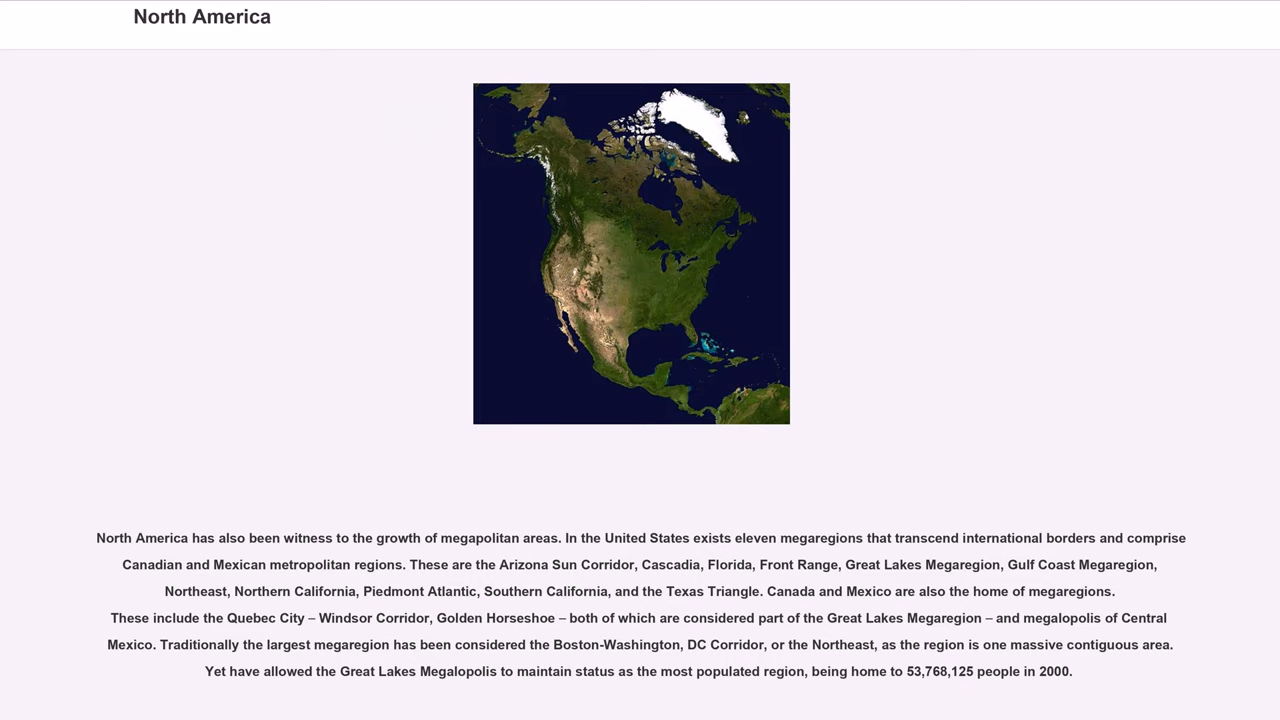 North America
North America has also been witness to the growth of megapolitan areas. In the United States exists eleven megaregions that transcend international borders and comprise
Canadian and Mexican metropolitan regions. These are the Arizona Sun Corridor, Cascadia, Florida, Front Range, Great Lakes Megaregion, Gulf Coast Megaregion,
Northeast, Northern California, Piedmont Atlantic, Southern California, and the Texas Triangle. Canada and Mexico are also the home of megaregions.
These include the Quebec City – Windsor Corridor, Golden Horseshoe – both of which are considered part of the Great Lakes Megaregion – and megalopolis of Central
Mexico. Traditionally the largest megaregion has been considered the Boston-Washington, DC Corridor, or the Northeast, as the region is one massive contiguous area.
Yet have allowed the Great Lakes Megalopolis to maintain status as the most populated region, being home to 53,768,125 people in 2000.